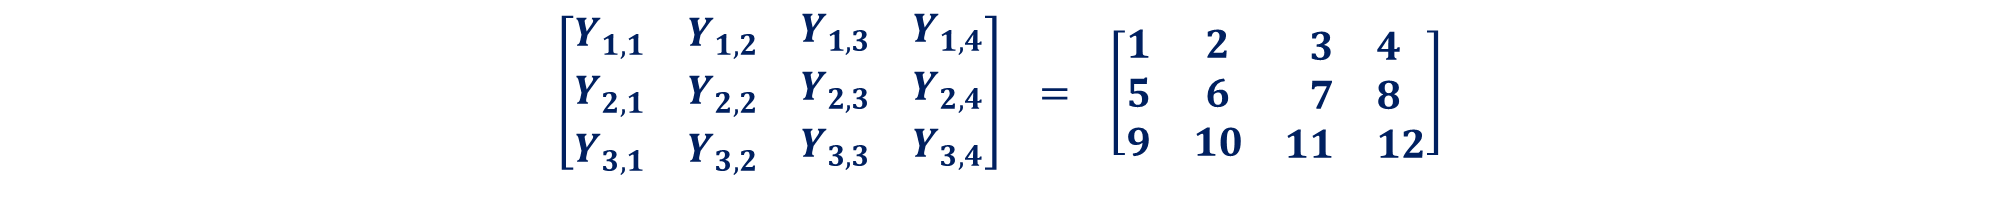 [Y1,1 Y1,2 Y1,3 Y1,4] [1 2 3 4]
[Y2,1 Y2,2 Y2,3 Y2,4] = [5 6 7 8]
[Y3,1 Y3,2 Y3,3 Y3,4] [9 10 11 12]